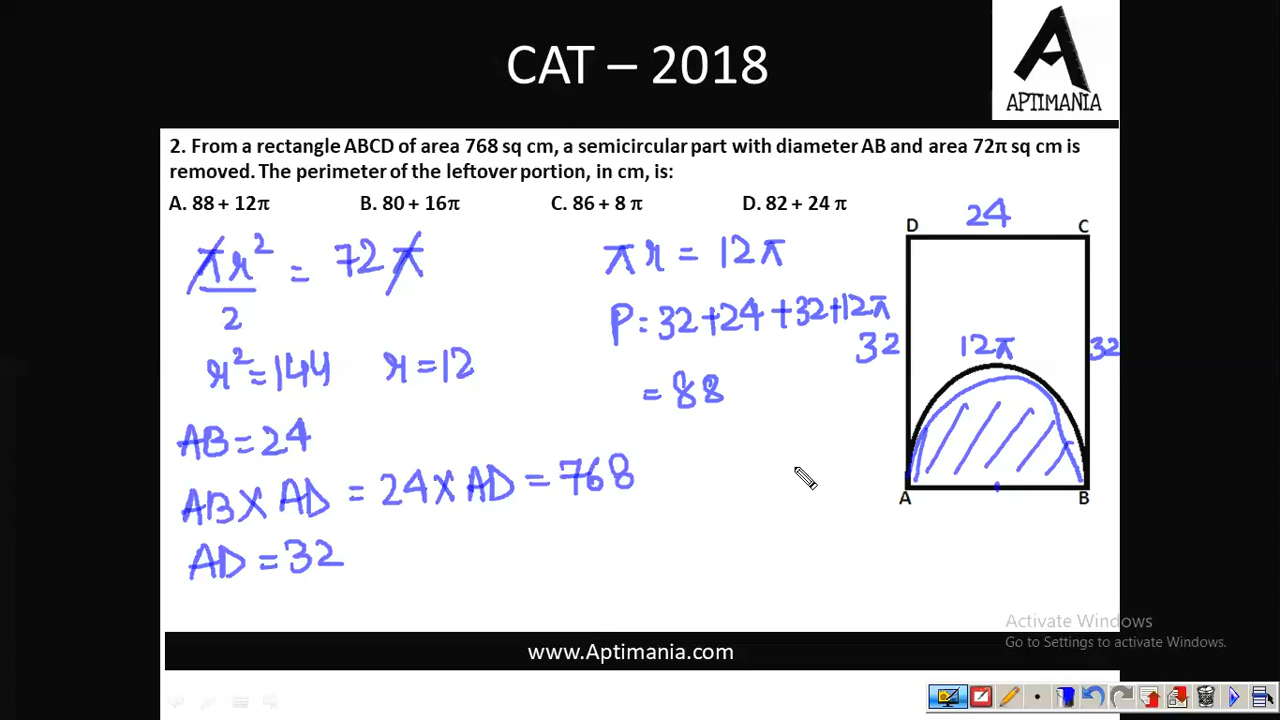 CAT – 2018
APTIMANIA
2. From a rectangle ABCD of area 768 sq cm, a semicircular part with diameter AB and area 72π sq cm is
removed. The perimeter of the leftover portion, in cm, is:
A. 88 + 12π B. 80 + 16π C. 86 + 8 π D. 82 + 24 π
πr²/2 = 72π
r²=144 r=12
AB=24
AB×AD = 24×AD=768
AD=32
πr = 12π
P=32+24+32+12π
=88
24
D C
32 12π 32
A B
www.Aptimania.com
Activate Windows
Go to Settings to activate Windows.